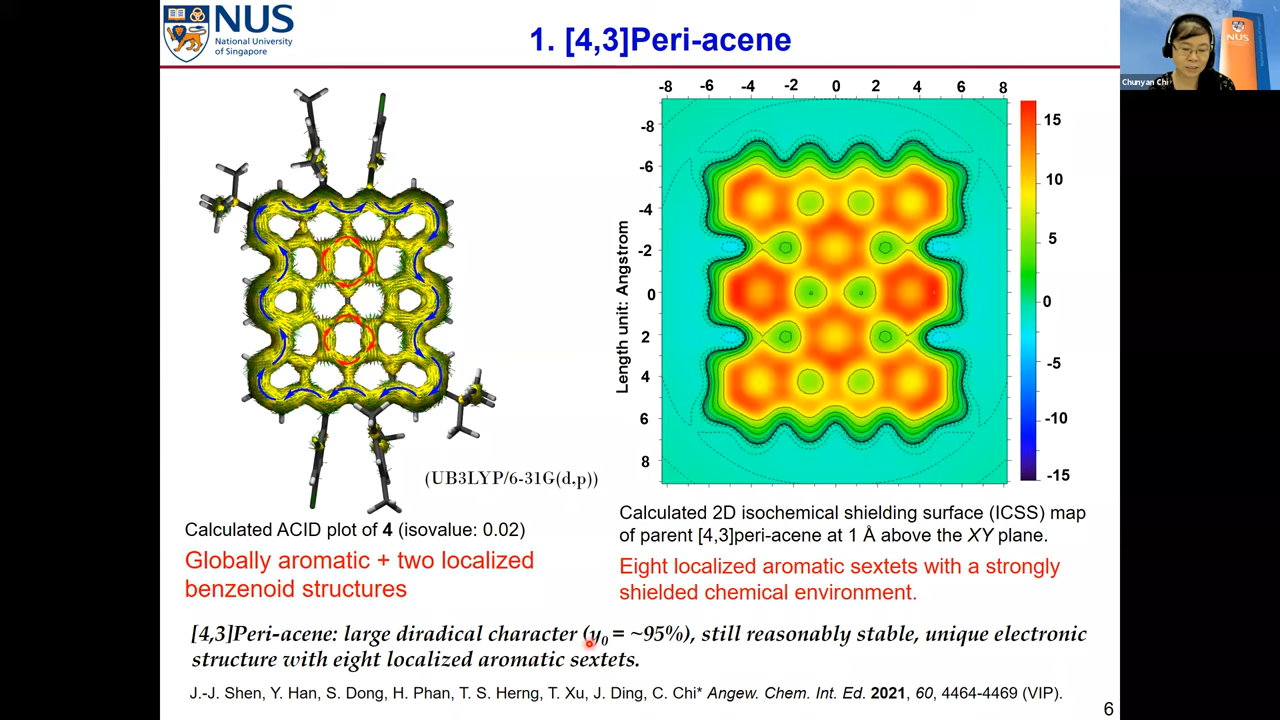 NUS
National University
of Singapore
1. [4,3]Peri-acene
NUS
Chunyan Chi
-8 -6 -4 -2 0 2 4 6 8
-8
-6
-4
-2
0
2
4
6
8
Length unit: Angstrom
15
10
5
0
-5
-10
-15
(UB3LYP/6-31G(d,p))
Calculated ACID plot of 4 (isovalue: 0.02)
Globally aromatic + two localized
benzenoid structures
Calculated 2D isochemical shielding surface (ICSS) map
of parent [4,3]peri-acene at 1 Å above the XY plane.
Eight localized aromatic sextets with a strongly
shielded chemical environment.
[4,3]Peri-acene: large diradical character (y₀ = ~95%), still reasonably stable, unique electronic
structure with eight localized aromatic sextets.
J.-J. Shen, Y. Han, S. Dong, H. Phan, T. S. Herng, T. Xu, J. Ding, C. Chi* Angew. Chem. Int. Ed. 2021, 60, 4464-4469 (VIP).
6